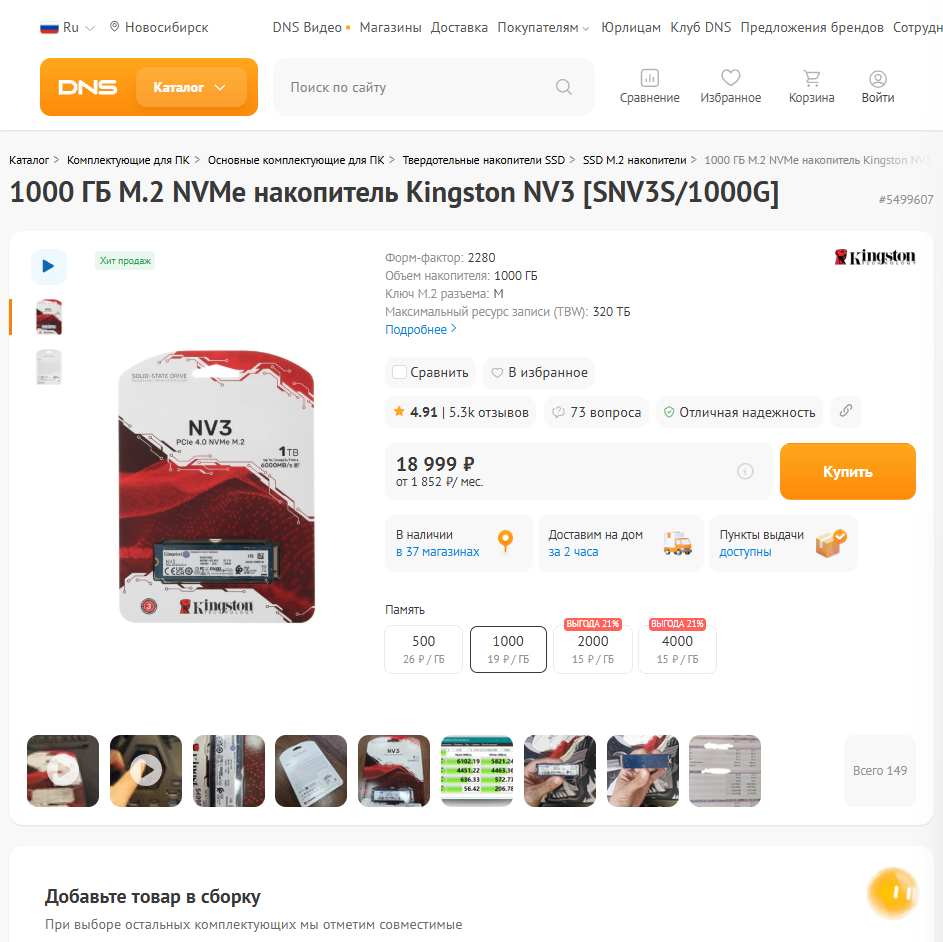 Ru
Новосибирск
DNS Видео
Магазины
Доставка
Покупателям
Юрлицам
Клуб DNS
Предложения брендов
Сотрудн
DNS
Каталог
Поиск по сайту
Сравнение
Избранное
Корзина
Войти
Каталог > Комплектующие для ПК > Основные комплектующие для ПК > Твердотельные накопители SSD > SSD M.2 накопители > 1000 ГБ M.2 NVMe накопитель Kingston NV3
1000 ГБ M.2 NVMe накопитель Kingston NV3 [SNV3S/1000G]
#5499607
Хит продаж
SOLID-STATE DRIVE
NV3
PCIe 4.0 NVMe M.2
1TB
6000MB/s
Kingston
TECHNOLOGY
Форм-фактор: 2280
Объем накопителя: 1000 ГБ
Ключ M.2 разъема: M
Максимальный ресурс записи (TBW): 320 ТБ
Подробнее >
Kingston
TECHNOLOGY
Сравнить
В избранное
4.91 | 5.3k отзывов
73 вопроса
Отличная надежность
18 999 ₽
от 1 852 ₽/ мес.
Купить
В наличии
в 37 магазинах
Доставим на дом
за 2 часа
Пункты выдачи
доступны
Память
500
26 ₽ / ГБ
1000
19 ₽ / ГБ
ВЫГОДА 21%
2000
15 ₽ / ГБ
ВЫГОДА 21%
4000
15 ₽ / ГБ
NV3
6102.19 5821.2
4451.22 4463.3
636.33 572.7
56.42 206.78
Всего 149
Добавьте товар в сборку
При выборе остальных комплектующих мы отметим совместимые